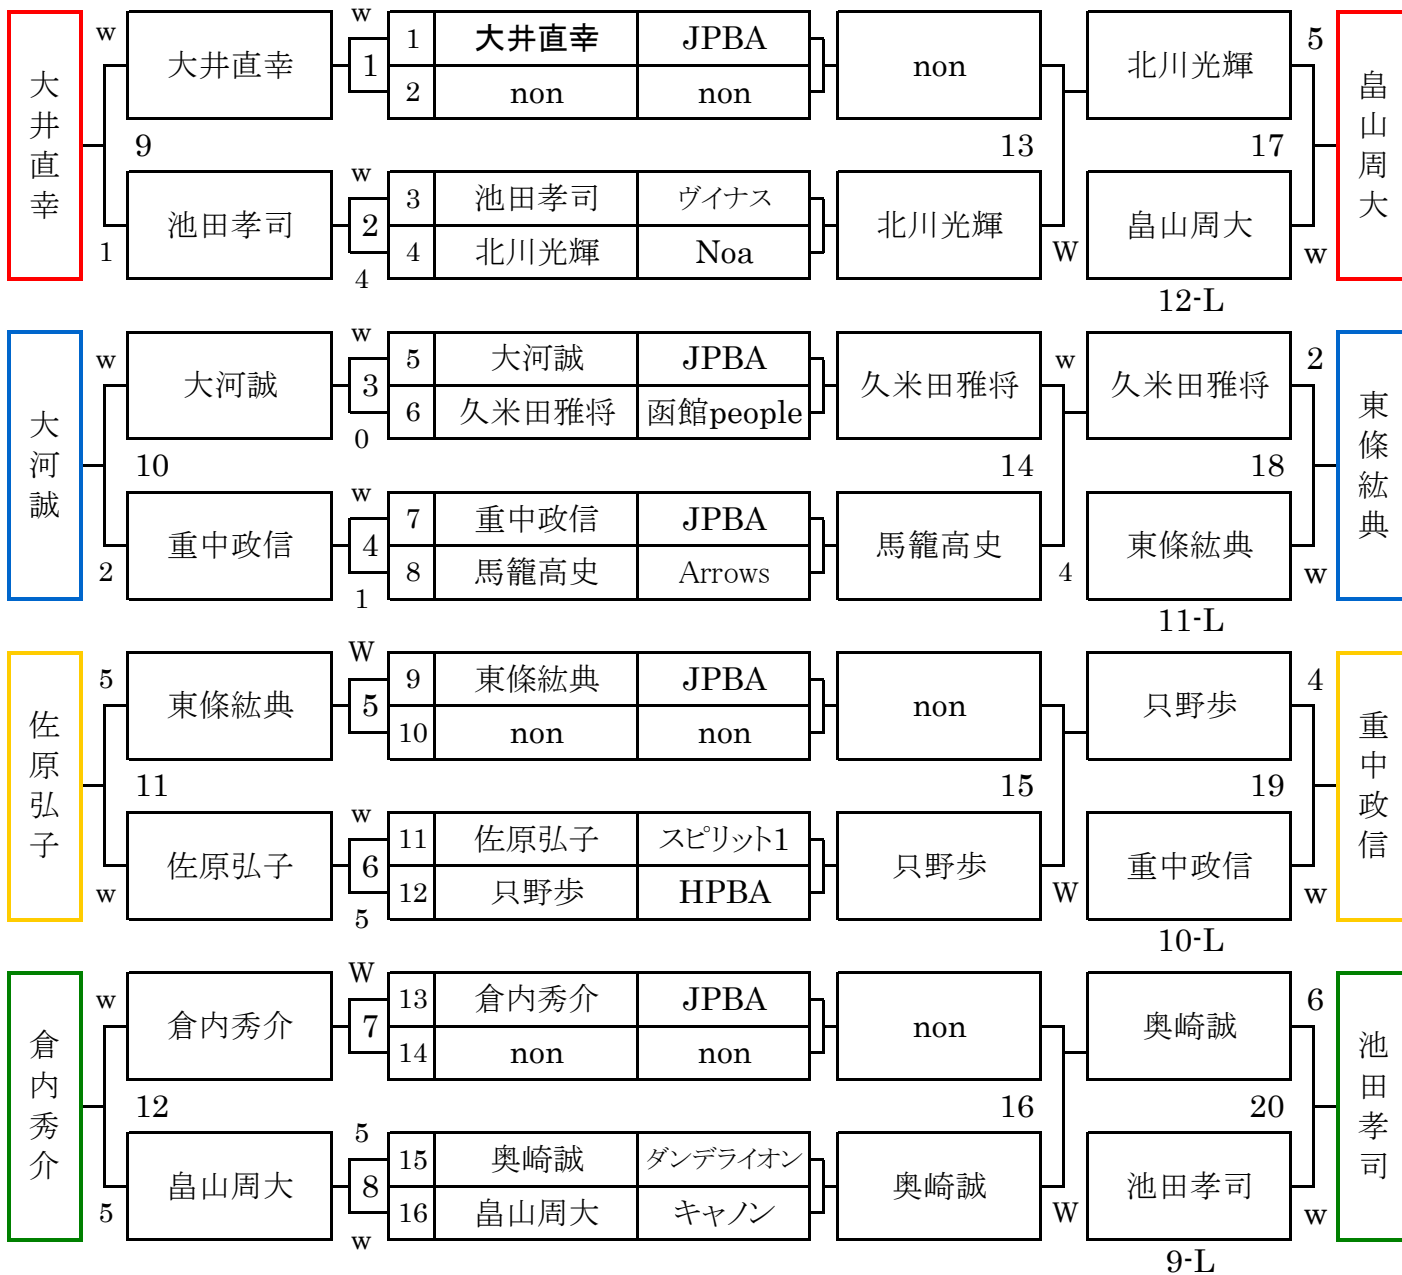 w
大井直幸
w
大井直幸
1
1
大井直幸
JPBA
2
non
non
non
北川光輝
5
畠山周大
9
13
17
池田孝司
1
w
2
4
3
池田孝司
ヴイナス
4
北川光輝
Noa
北川光輝
W
畠山周大
w
12-L
大河誠
w
大河誠
w
3
0
5
大河誠
JPBA
6
久米田雅将
函館people
久米田雅将
w
久米田雅将
2
東條紘典
10
14
18
重中政信
2
w
4
1
7
重中政信
JPBA
8
馬籠高史
Arrows
馬籠高史
4
東條紘典
w
11-L
佐原弘子
5
東條紘典
W
5
9
東條紘典
JPBA
10
non
non
non
只野歩
4
重中政信
11
15
19
佐原弘子
w
w
6
5
11
佐原弘子
スピリット1
12
只野歩
HPBA
只野歩
W
重中政信
w
10-L
倉内秀介
w
倉内秀介
W
7
13
倉内秀介
JPBA
14
non
non
non
奥崎誠
6
池田孝司
12
16
20
畠山周大
5
5
8
w
15
奥崎誠
ダンデライオン
16
畠山周大
キャノン
奥崎誠
W
池田孝司
w
9-L